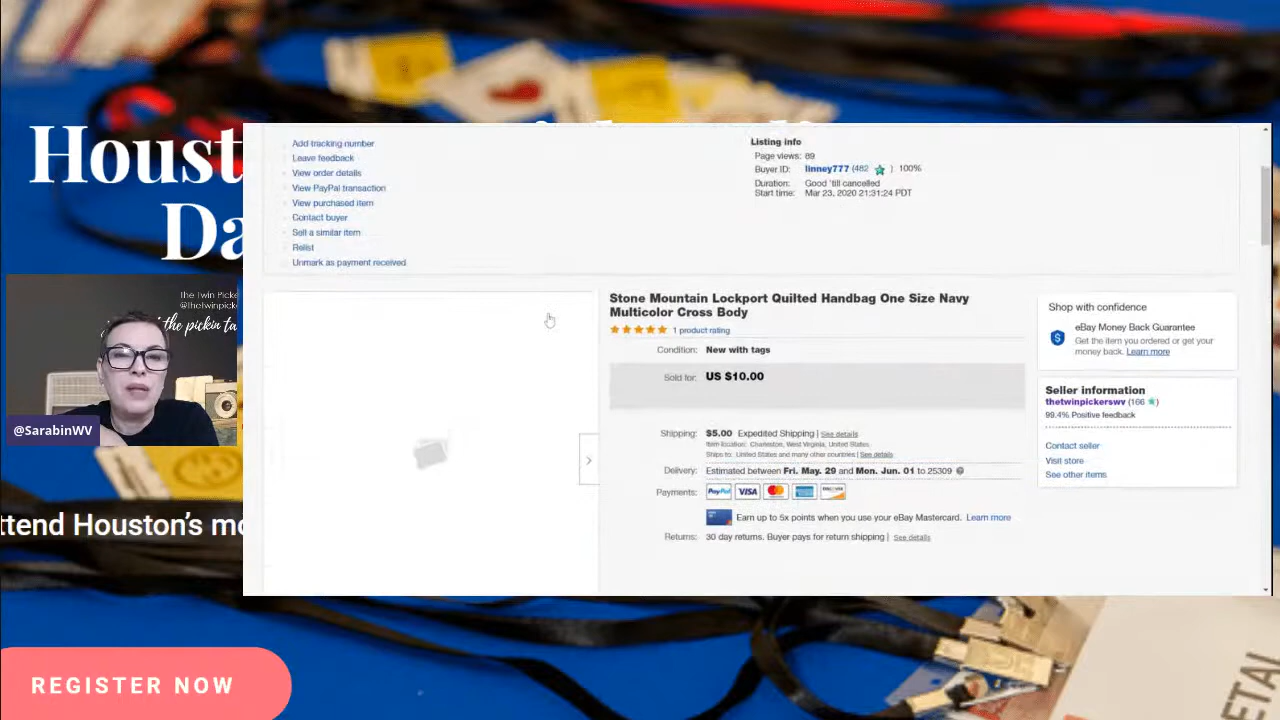 Houst
Da
Add tracking number
Leave feedback
View order details
View PayPal transaction
View purchased item
Contact buyer
Sell a similar item
Relist
Unmark as payment received
Listing info
Page views: 89
Buyer ID: linney777 (482 ) 100%
Duration: Good 'till cancelled
Start time: Mar 23, 2020 21:31:24 PDT
the Twin Picke
@thetwinpicke
the pickin ta
@SarabinWV
Stone Mountain Lockport Quilted Handbag One Size Navy
Multicolor Cross Body
1 product rating
Condition: New with tags
Sold for: US $10.00
Shipping: $5.00 Expedited Shipping | See details
Item location: Charleston, West Virginia, United States
Ships to: United States and many other countries | See details
Delivery: Estimated between Fri. May. 29 and Mon. Jun. 01 to 25309
Payments: PayPal VISA
Earn up to 5x points when you use your eBay Mastercard. Learn more
Returns: 30 day returns. Buyer pays for return shipping | See details
Shop with confidence
eBay Money Back Guarantee
Get the item you ordered or get your
money back. Learn more
Seller information
thetwinpickerswv (166 )
99.4% Positive feedback
Contact seller
Visit store
See other items
ttend Houston's mo
REGISTER NOW
ETAI